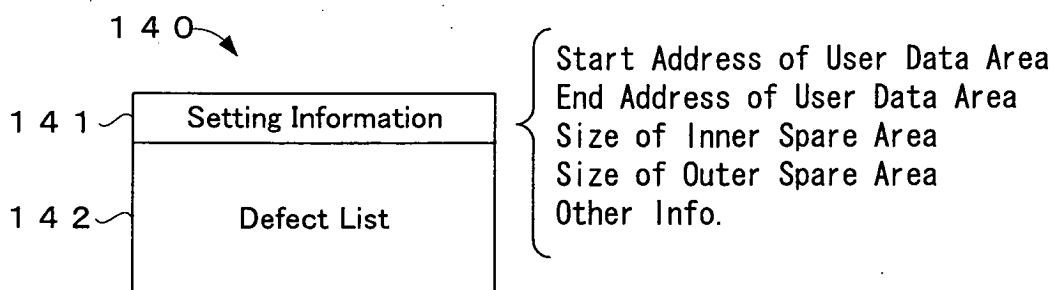 140
141
Setting Information
142
Defect List
Start Address of User Data Area
End Address of User Data Area
Size of Inner Spare Area
Size of Outer Spare Area
Other Info.